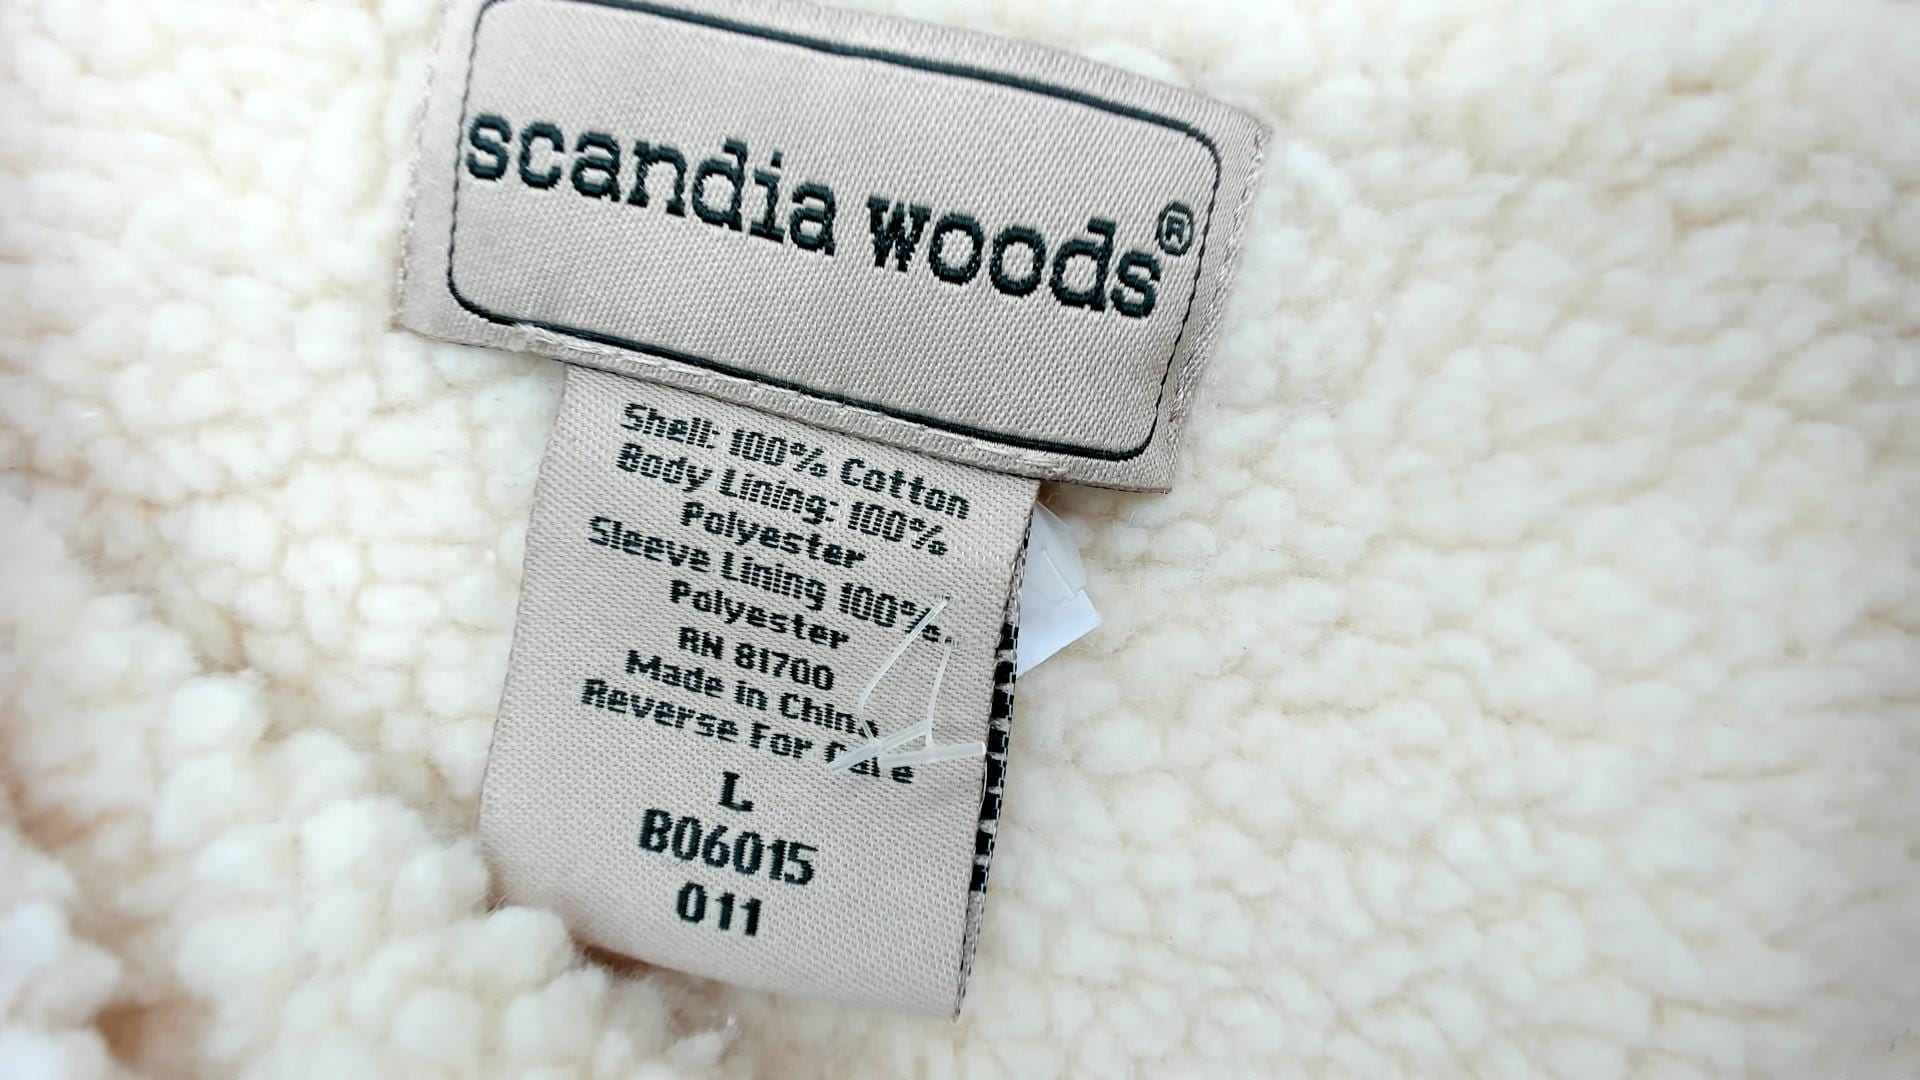 scandia woods®
Shell: 100% Cotton
Body Lining: 100%
Polyester
Sleeve Lining 100%
Polyester
RN 81700
Made in China
Reverse For Care
L
B06015
011